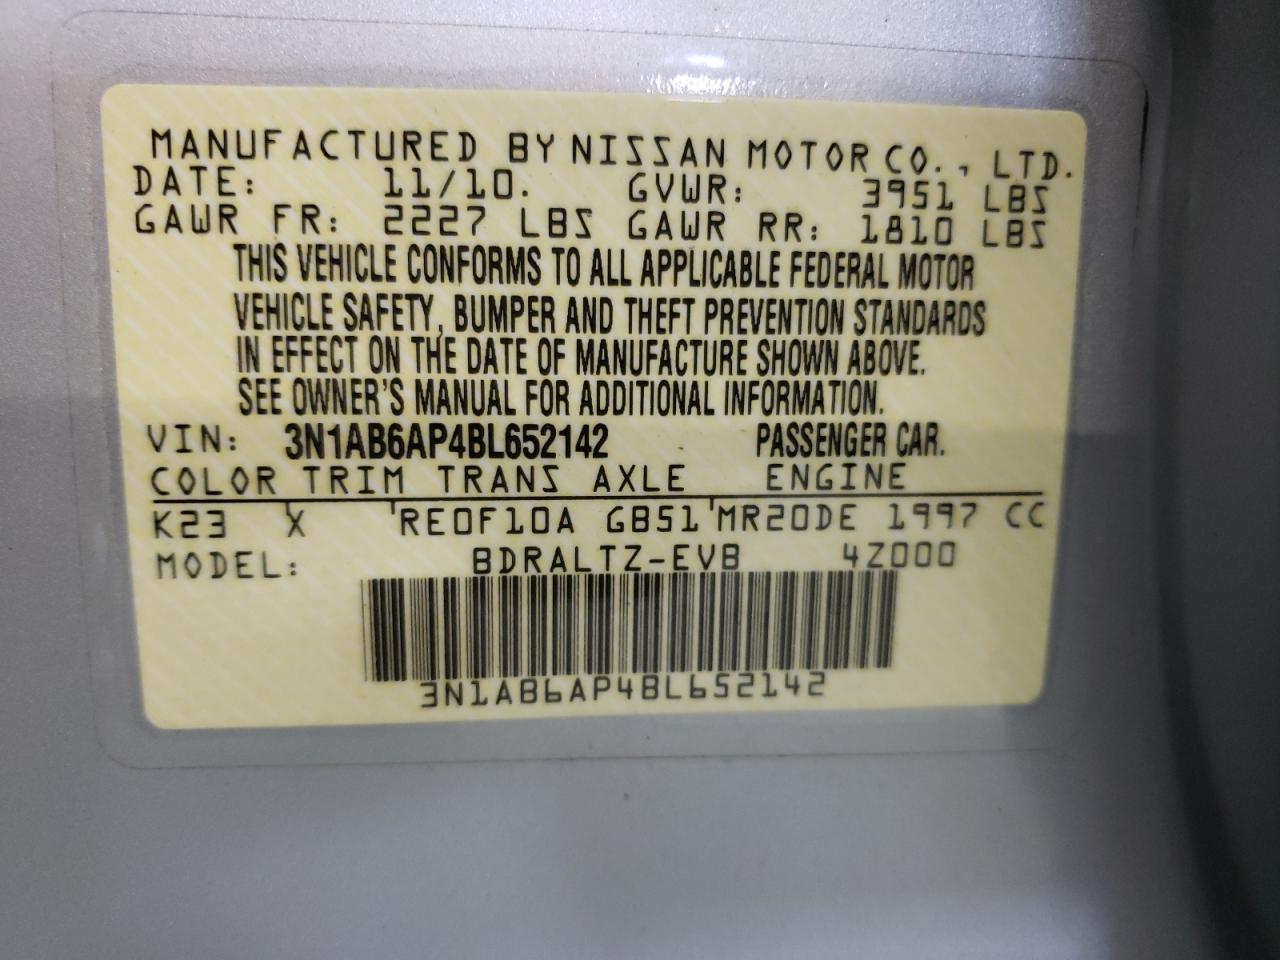 MANUFACTURED BY NISSAN MOTOR CO., LTD.
DATE: 11/10. GVWR: 3951 LBS
GAWR FR: 2227 LBS GAWR RR: 1810 LBS
THIS VEHICLE CONFORMS TO ALL APPLICABLE FEDERAL MOTOR
VEHICLE SAFETY, BUMPER AND THEFT PREVENTION STANDARDS
IN EFFECT ON THE DATE OF MANUFACTURE SHOWN ABOVE.
SEE OWNER'S MANUAL FOR ADDITIONAL INFORMATION.
VIN: 3N1AB6AP4BL652142 PASSENGER CAR.
COLOR TRIM TRANS AXLE ENGINE
K23 X RE0F10A GB51 MR20DE 1997 CC
MODEL: BDRALTZ-EVB 4Z000
3N1AB6AP4BL652142